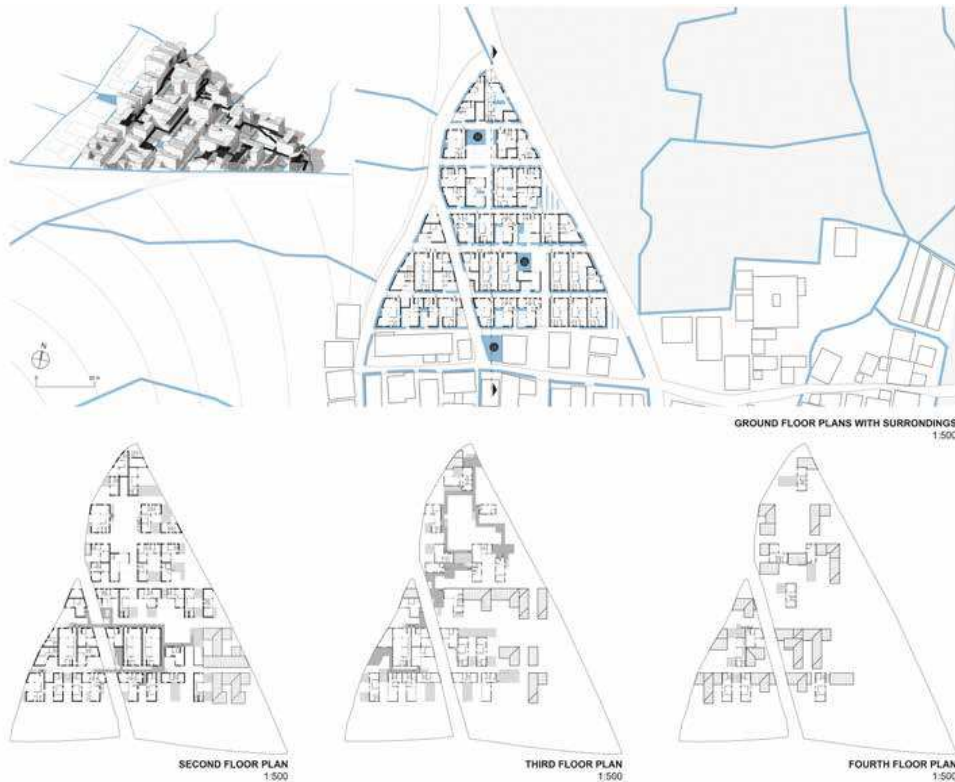 N
GROUND FLOOR PLANS WITH SURRONDINGS
1:500
SECOND FLOOR PLAN
1:500
THIRD FLOOR PLAN
1:500
FOURTH FLOOR PLAN
1:500